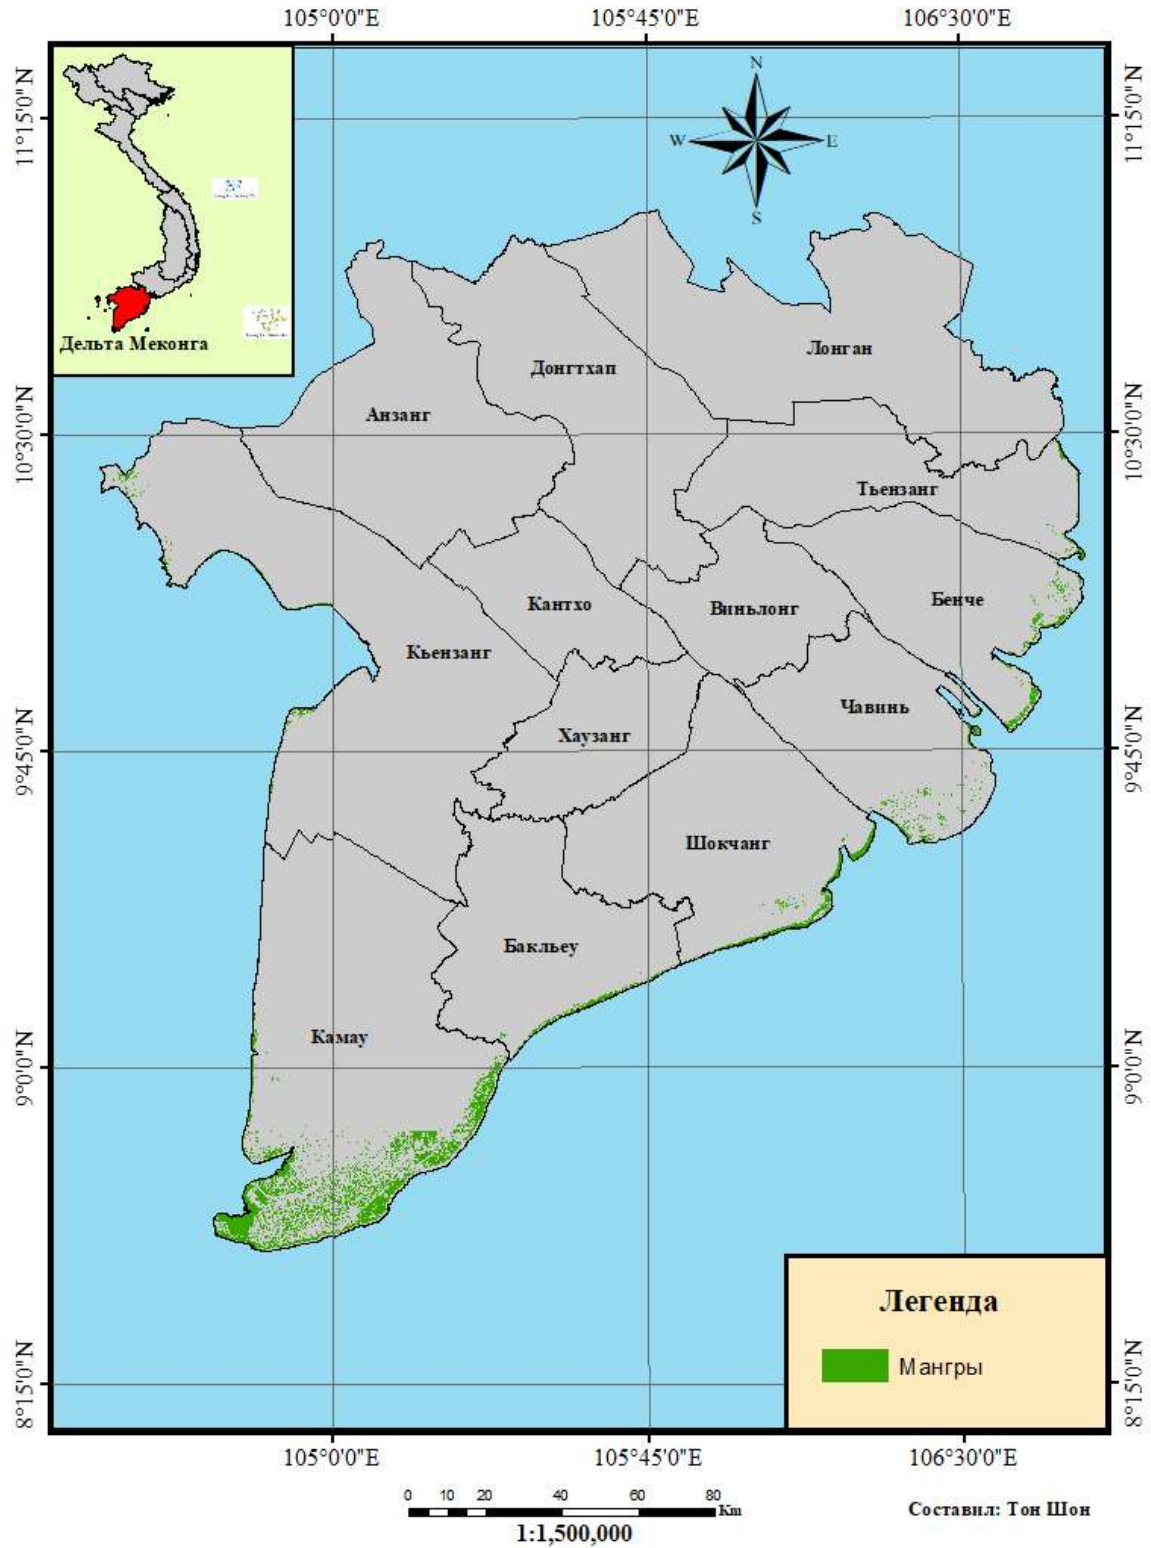 105°0'0"E 105°45'0"E 106°30'0"E
11°15'0"N 11°15'0"N
N
W E
S
Дельта Меконга
Лонган
Донгтхап
Анзанг
10°30'0"N 10°30'0"N
Тьензанг
Кантхо Виньлонг Бенче
Кьензанг
Чавинь
Хаузанг
9°45'0"N 9°45'0"N
Шокчанг
Бакльеу
Камау
9°0'0"N 9°0'0"N
Легенда
Мангры
8°15'0"N 8°15'0"N
105°0'0"E 105°45'0"E 106°30'0"E
0 10 20 40 60 80
Km
Составил: Тон Шон
1:1,500,000